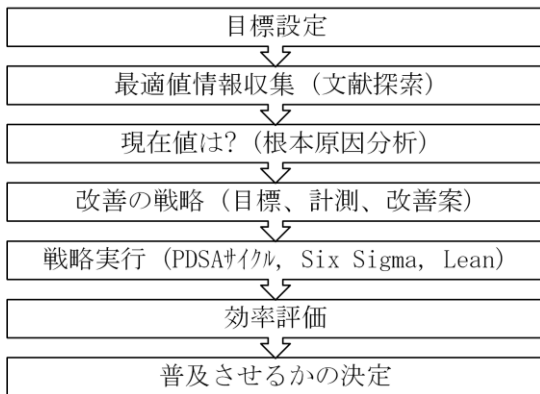 目標設定
最適値情報収集（文献探索）
現在値は?（根本原因分析）
改善の戦略（目標、計測、改善案）
戦略実行（PDSAｻｲｸﾙ, Six Sigma, Lean）
効率評価
普及させるかの決定